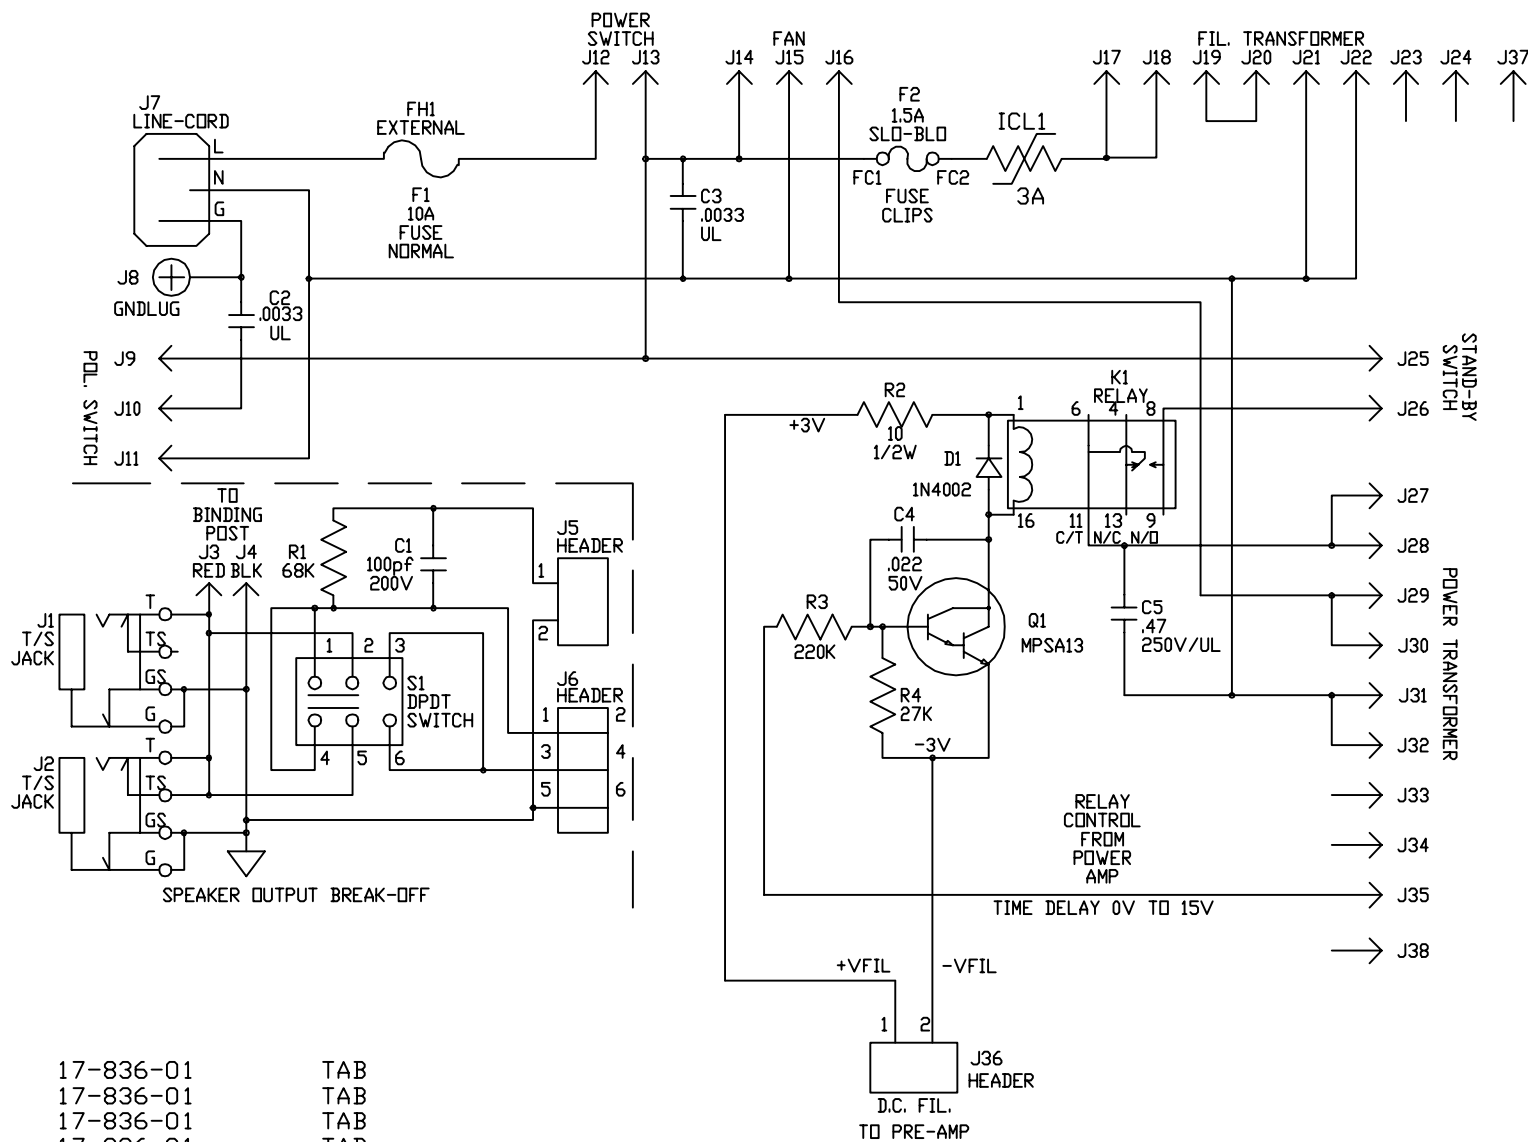 POWER
SWITCH
J12 J13
J14
FAN
J15
J16
J17 J18
FIL. TRANSFORMER
J19 J20 J21 J22
J23 J24 J37
J7
LINE-CORD
L
N
G
FH1
EXTERNAL
F1
10A
FUSE
NORMAL
F2
1.5A
SLO-BLO
FC1 FC2
FUSE
CLIPS
ICL1
3A
C3
.0033
UL
J8
GNDLUG
C2
.0033
UL
POL. SWITCH
J9
J10
J11
STAND-BY
SWITCH
J25
J26
J27
J28
POWER TRANSFORMER
J29
J30
J31
J32
J33
J34
J35
J38
+3V
R2
10
1/2W
D1
1N4002
K1
RELAY
1 6 4 8
16 11 13 9
C/T N/C N/O
C4
.022
50V
R3
220K
R4
27K
-3V
Q1
MPSA13
C5
.47
250V/UL
RELAY
CONTROL
FROM
POWER
AMP
TIME DELAY 0V TO 15V
+VFIL -VFIL
1 2
J36
HEADER
D.C. FIL.
TO PRE-AMP
TO
BINDING
POST
J3 J4
RED BLK
R1
68K
C1
100pf
200V
J5
HEADER
1
2
J1
T/S
JACK
T
TS
GS
G
J2
T/S
JACK
T
TS
GS
G
1 2 3
S1
DPDT
SWITCH
4 5 6
J6
HEADER
1 2
3 4
5 6
SPEAKER OUTPUT BREAK-OFF
17-836-01 TAB
17-836-01 TAB
17-836-01 TAB